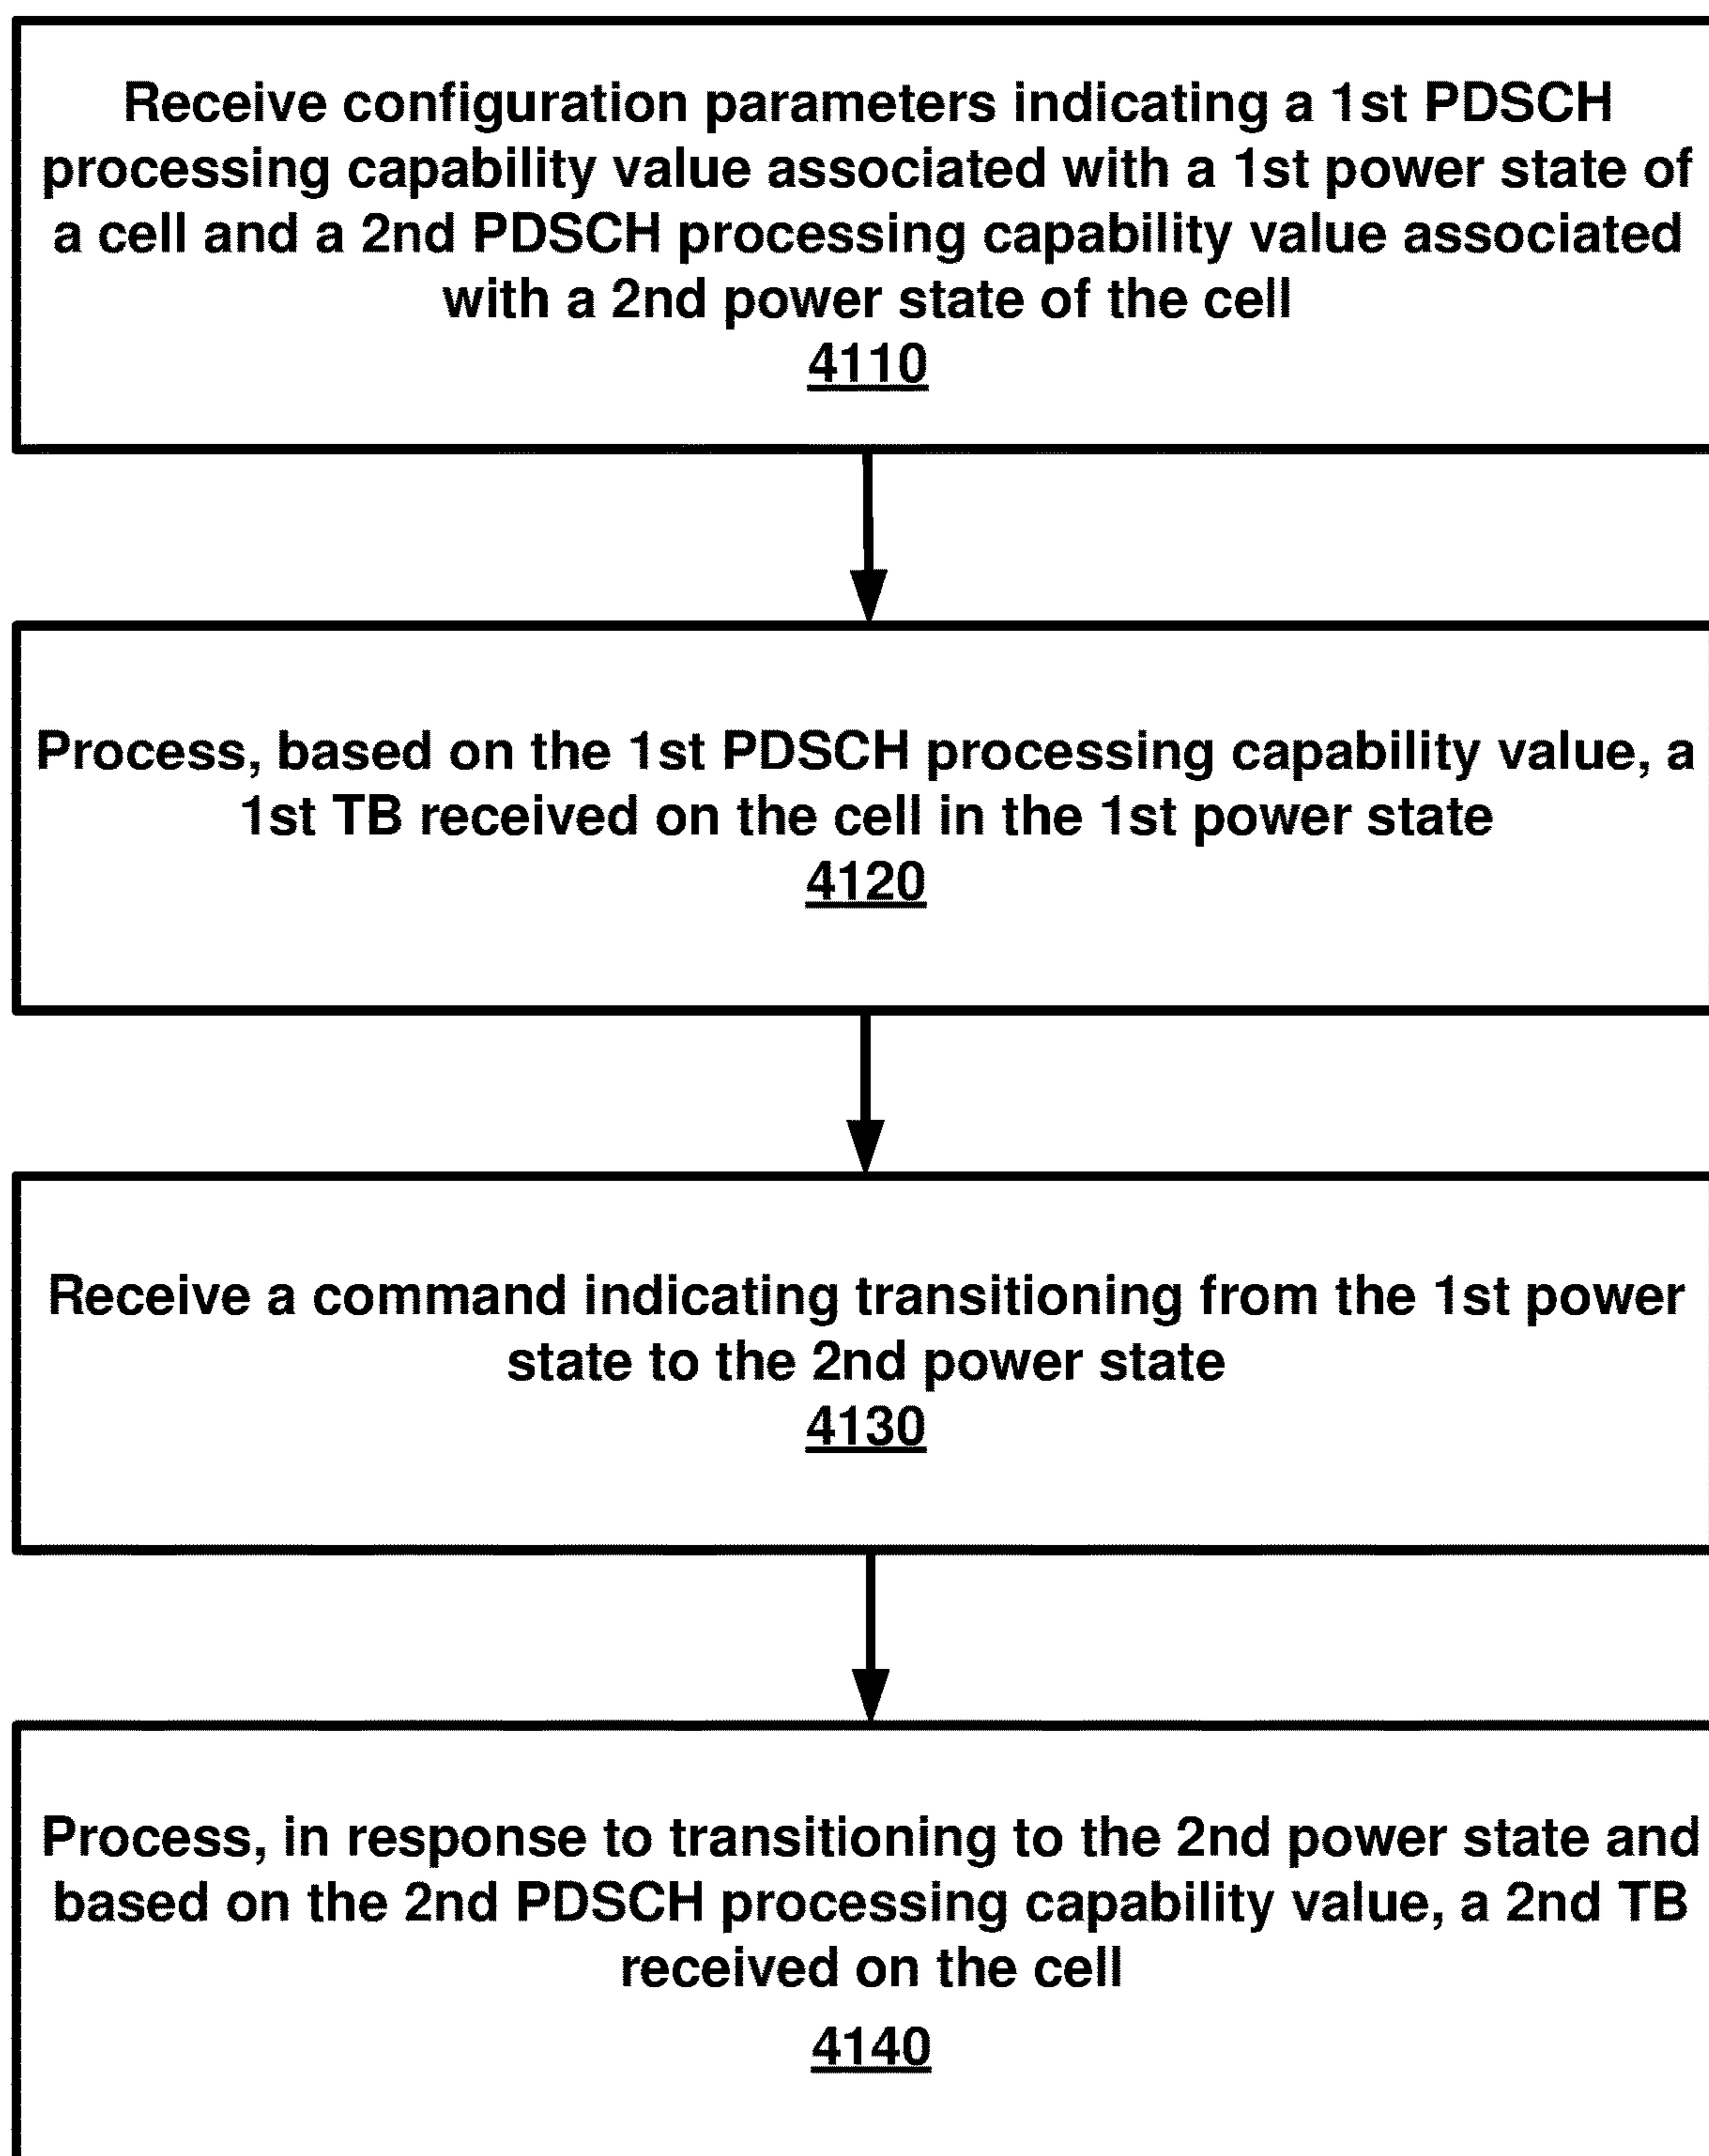 Receive configuration parameters indicating a 1st PDSCH
processing capability value associated with a 1st power state of
a cell and a 2nd PDSCH processing capability value associated
with a 2nd power state of the cell
4110
Process, based on the 1st PDSCH processing capability value, a
1st TB received on the cell in the 1st power state
4120
Receive a command indicating transitioning from the 1st power
state to the 2nd power state
4130
Process, in response to transitioning to the 2nd power state and
based on the 2nd PDSCH processing capability value, a 2nd TB
received on the cell
4140